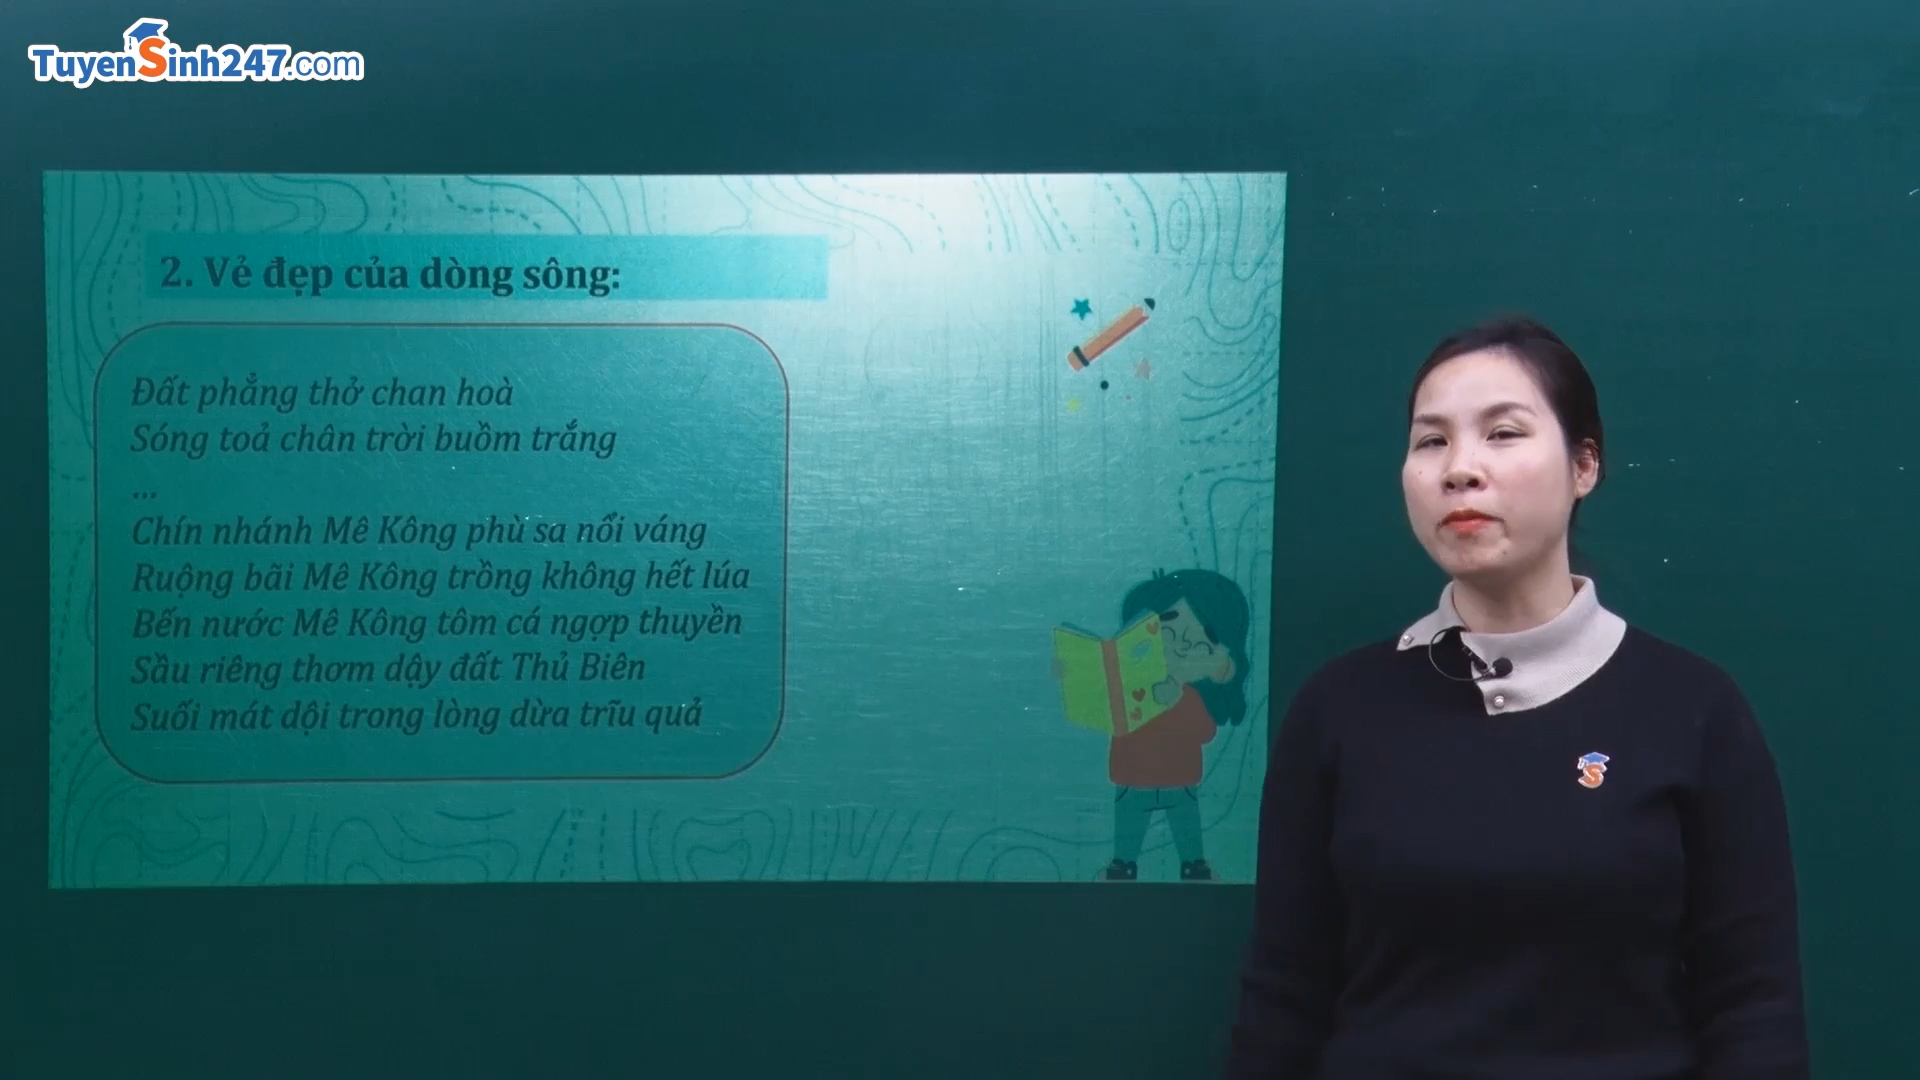 TuyenSinh247.com
2. Vẻ đẹp của dòng sông:
Đất phẳng thở chan hoà
Sóng toả chân trời buồm trắng
...
Chín nhánh Mê Kông phù sa nổi váng
Ruộng bãi Mê Kông trồng không hết lúa
Bến nước Mê Kông tôm cá ngợp thuyền
Sầu riêng thơm dậy đất Thủ Biên
Suối mát dội trong lòng dừa trĩu quả